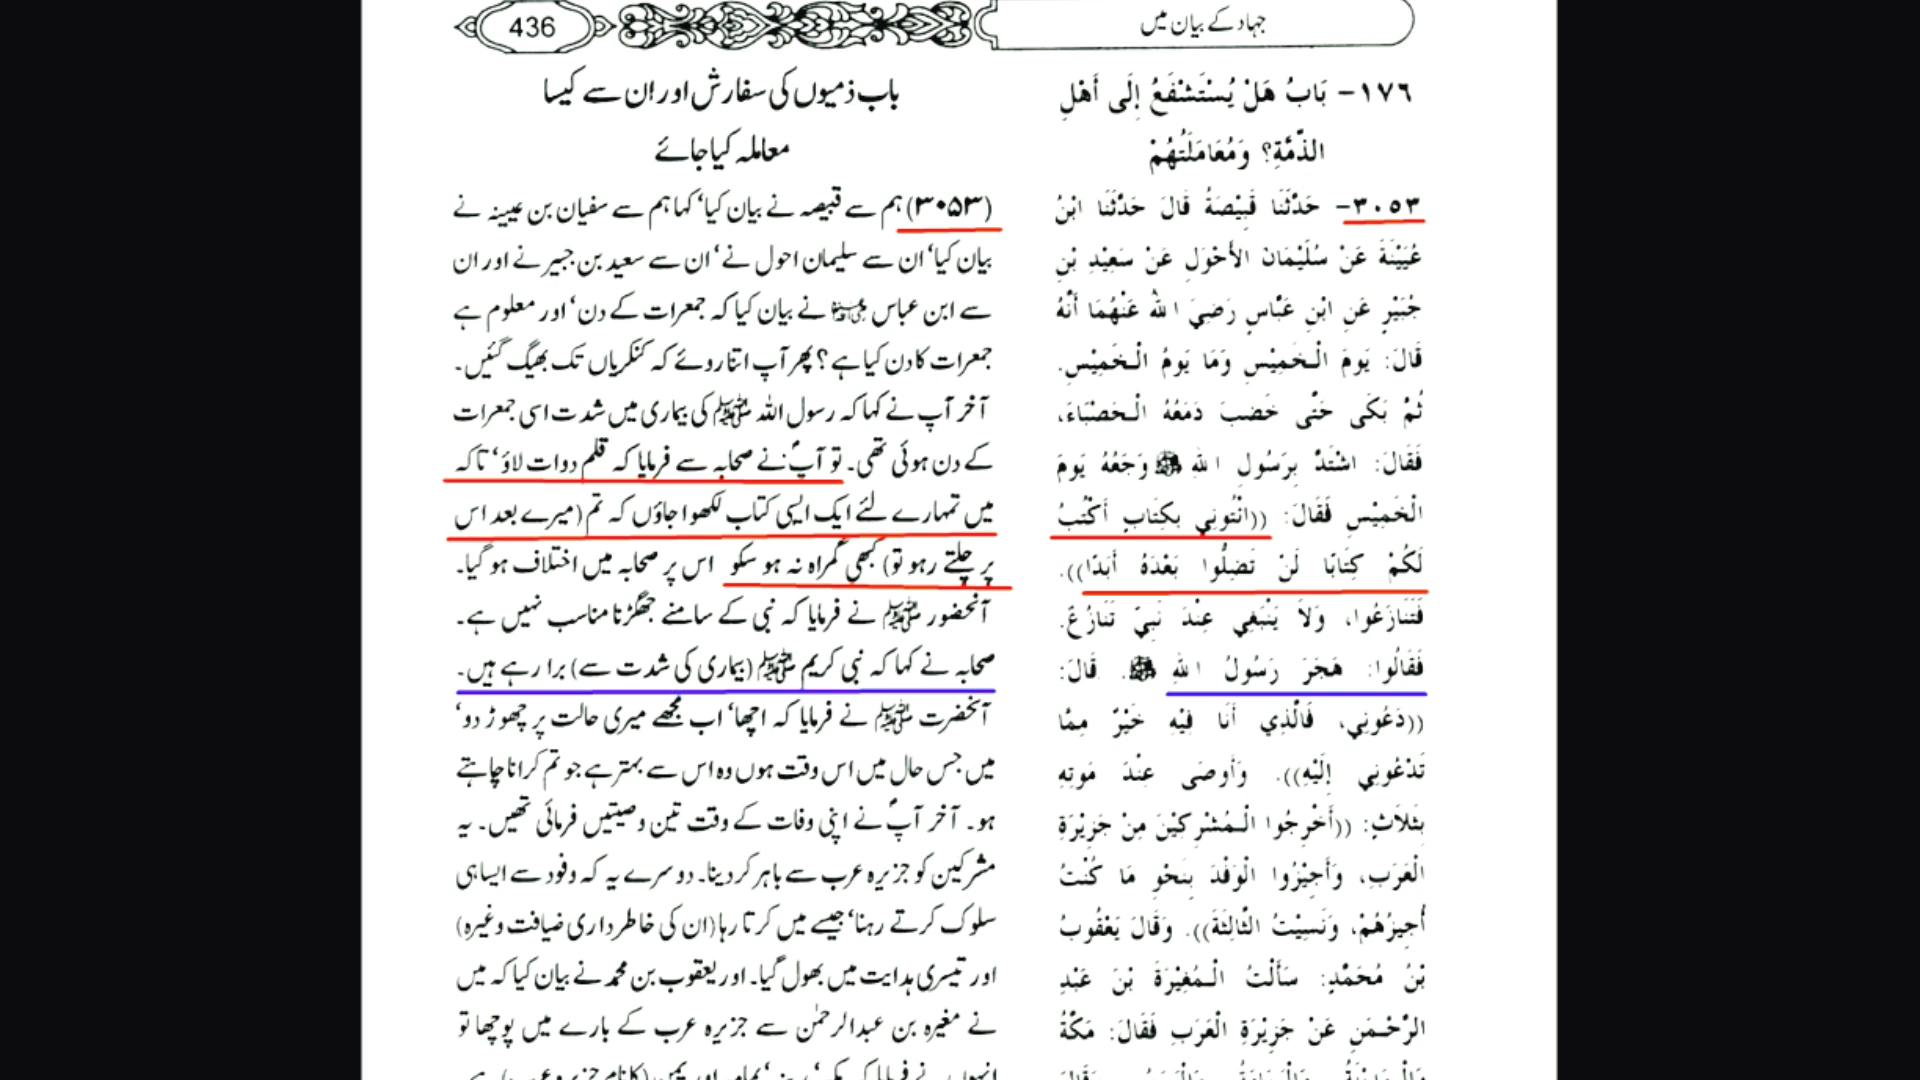 436
جہاد کے بیان میں
١٧٦- بَابُ هَلْ يُسْتَشْفَعُ إِلَى أَهْلِ
الذِّمَّةِ؟ وَمُعَامَلَتُهُمْ
٣٠٥٣- حَدَّثَنَا قَبِيْصَةُ قَالَ حَدَّثَنَا ابْنُ
عُيَيْنَةَ عَنْ سُلَيْمَانَ الأَحْوَلِ عَنْ سَعِيْدِ بْنِ
جُبَيْرٍ عَنِ ابْنِ عَبَّاسٍ رَضِيَ اللهُ عَنْهُمَا أَنَّهُ
قَالَ: يَومَ الْخَمِيْسِ وَمَا يَومُ الْخَمِيْسِ.
ثُمَّ بَكَى حَتَّى خَضَبَ دَمْعُهُ الْحَصْبَاءَ،
فَقَالَ: اشْتَدَّ بِرَسُولِ اللهِ ﷺ وَجَعُهُ يَومَ
الْخَمِيْسِ فَقَالَ: ((ائْتُونِي بِكِتَابٍ أَكْتُبْ
لَكُمْ كِتَابًا لَنْ تَضِلُّوا بَعْدَهُ أَبَدًا)).
فَتَنَازَعُوا، وَلاَ يَنْبَغِي عِنْدَ نَبِيٍّ تَنَازُعٌ.
فَقَالُوا: هَجَرَ رَسُولُ اللهِ ﷺ. قَالَ:
((دَعُونِي، فَالَّذِي أَنَا فِيْهِ خَيْرٌ مِمَّا
تَدْعُونِي إِلَيْهِ)). وَأَوصَى عِنْدَ مَوتِهِ
بِثَلاَثٍ: ((أَخْرِجُوا الْمُشْرِكِيْنَ مِنْ جَزِيْرَةِ
الْعَرَبِ، وَأَجِيْزُوا الْوَفْدَ بِنَحْوِ مَا كُنْتُ
أُجِيزُهُمْ، وَنَسِيْتُ الثَّالِثَةَ)). وَقَالَ يَعْقُوبُ
بْنُ مُحَمَّدٍ: سَأَلْتُ الْمُغِيْرَةَ بْنَ عَبْدِ
الرَّحْمَنِ عَنْ جَزِيْرَةِ الْعَرَبِ فَقَالَ: مَكَّةُ
باب ذمیوں کی سفارش اور ان سے کیسا
معاملہ کیا جائے
(۳۰۵۳) ہم سے قبیصہ نے بیان کیا‘ کہا ہم سے سفیان بن عیینہ نے
بیان کیا‘ ان سے سلیمان احول نے‘ ان سے سعید بن جبیر نے اور ان
سے ابن عباس رضی اللہ عنہما نے بیان کیا کہ جمعرات کے دن‘ اور معلوم ہے
جمعرات کا دن کیا ہے؟ پھر آپ اتنا روئے کہ کنکریاں تک بھیگ گئیں۔
آخر آپ نے کہا کہ رسول اللہ ﷺ کی بیماری میں شدت اسی جمعرات
کے دن ہوئی تھی۔ تو آپؐ نے صحابہ سے فرمایا کہ قلم دوات لاؤ‘ تاکہ
میں تمہارے لئے ایک ایسی کتاب لکھوا جاؤں کہ تم (میرے بعد اس
پر چلتے رہو تو) کبھی گمراہ نہ ہو سکو اس پر صحابہ میں اختلاف ہو گیا۔
آنحضور ﷺ نے فرمایا کہ نبی کے سامنے جھگڑنا مناسب نہیں ہے۔
صحابہ نے کہا کہ نبی کریم ﷺ (بیماری کی شدت سے) برا رہے ہیں۔
آنحضرت ﷺ نے فرمایا کہ اچھا‘ اب مجھے میری حالت پر چھوڑ دو‘
میں جس حال میں اس وقت ہوں وہ اس سے بہتر ہے جو تم کرانا چاہتے
ہو۔ آخر آپؐ نے اپنی وفات کے وقت تین وصیتیں فرمائی تھیں۔ یہ
مشرکین کو جزیرہ عرب سے باہر کر دینا۔ دوسرے یہ کہ وفود سے ایسا ہی
سلوک کرتے رہنا‘ جیسے میں کرتا رہا (ان کی خاطرداری ضیافت وغیرہ)
اور تیسری ہدایت میں بھول گیا۔ اور یعقوب بن محمد نے بیان کیا کہ میں
نے مغیرہ بن عبدالرحمٰن سے جزیرہ عرب کے بارے میں پوچھا تو